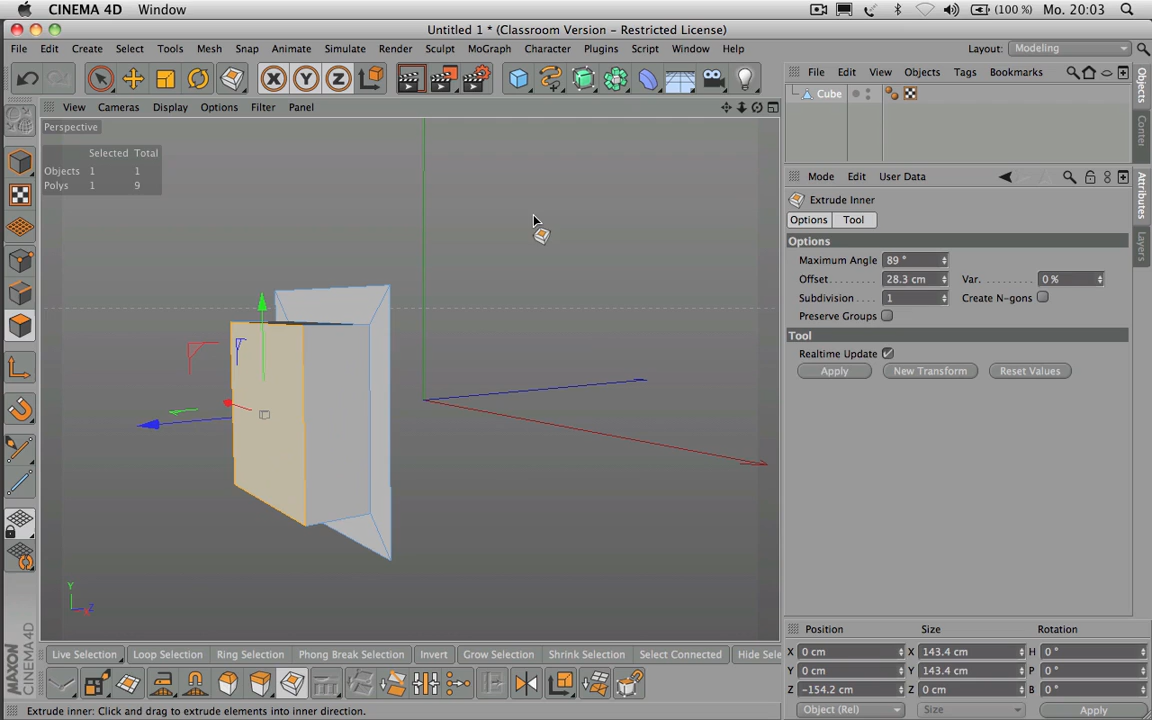 CINEMA 4D Window (100 %) Mo. 20:03
Untitled 1 * (Classroom Version - Restricted License)
File Edit Create Select Tools Mesh Snap Animate Simulate Render Sculpt MoGraph Character Plugins Script Window Help Layout: Modeling
X Y Z
File Edit View Objects Tags Bookmarks
View Cameras Display Options Filter Panel
Cube
Perspective
Selected Total
Objects 1 1
Polys 1 9
Mode Edit User Data
Extrude Inner
Options Tool
Options
Maximum Angle 89 °
Offset 28.3 cm Var. 0 %
Subdivision 1 Create N-gons
Preserve Groups
Tool
Realtime Update
Apply New Transform Reset Values
Objects
Attributes
Layers
Y
Z
Position Size Rotation
X 0 cm X 143.4 cm H 0 °
Y 0 cm Y 143.4 cm P 0 °
Z -154.2 cm Z 0 cm B 0 °
Object (Rel) Size Apply
Live Selection Loop Selection Ring Selection Phong Break Selection Invert Grow Selection Shrink Selection Select Connected Hide Sele
MAXON
CINEMA 4D
Extrude inner: Click and drag to extrude elements into inner direction.